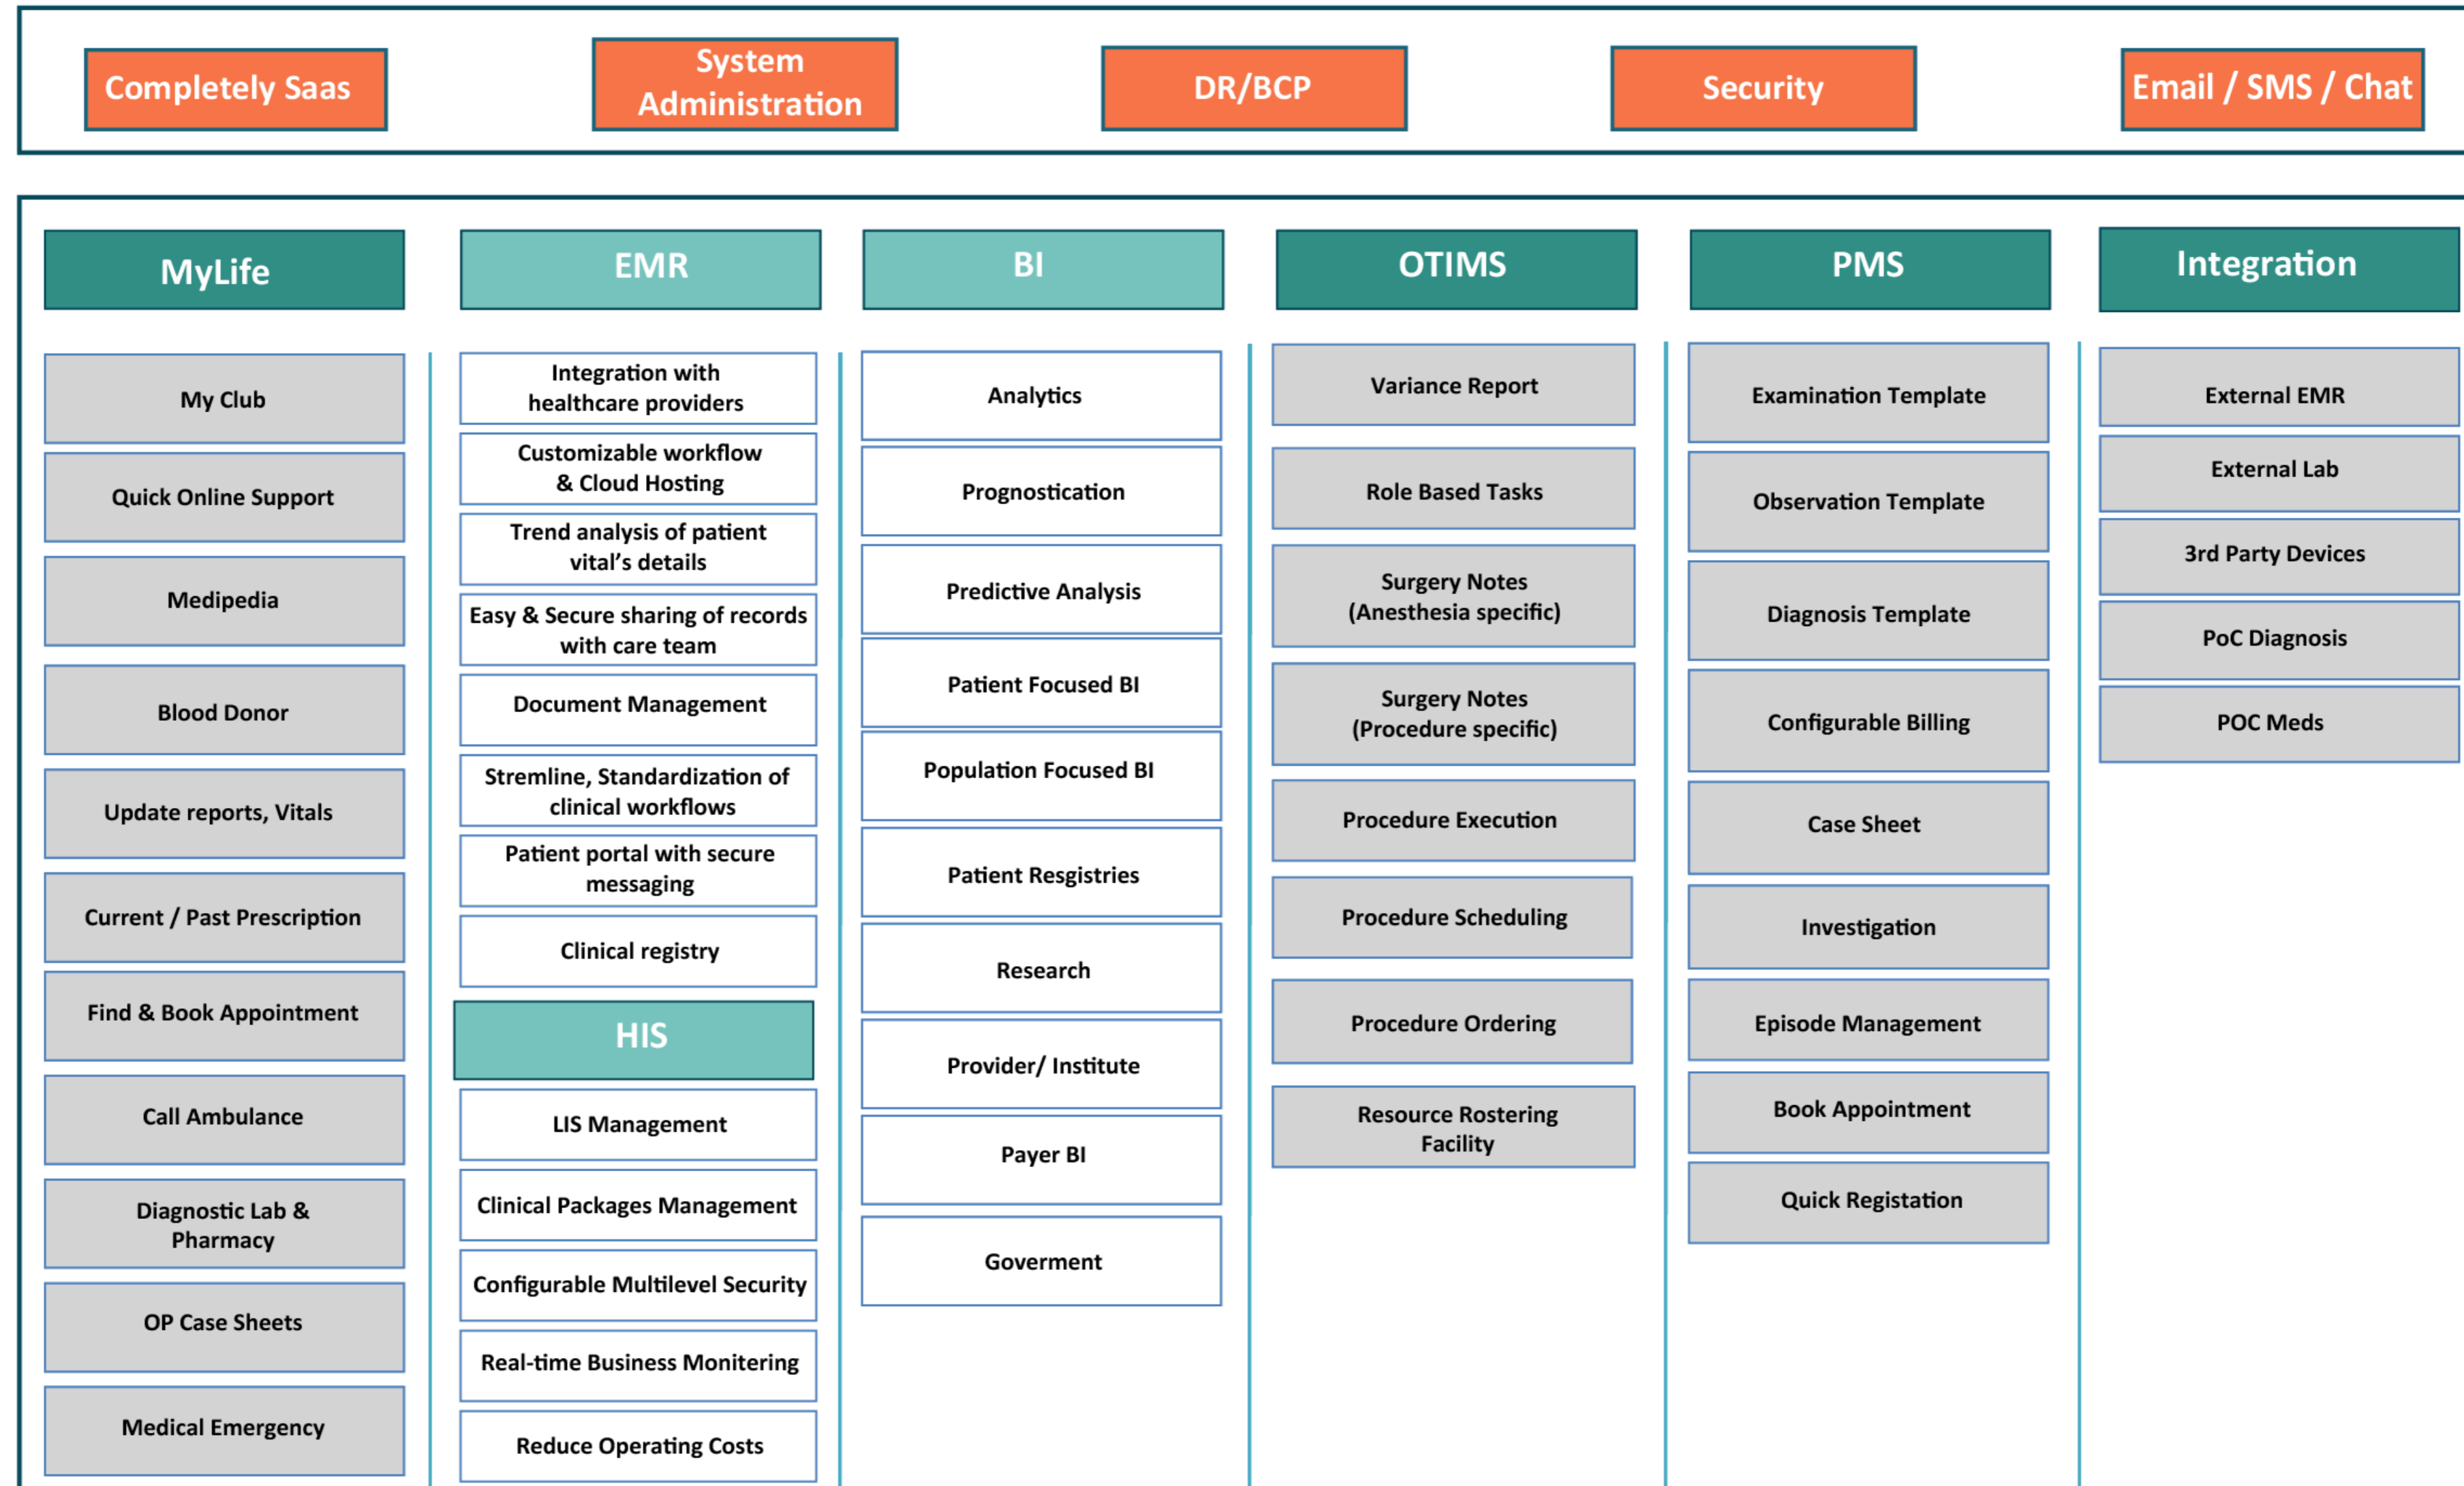 Completely Saas
System
Administration
DR/BCP
Security
Email / SMS / Chat
MyLife
My Club
Quick Online Support
Medipedia
Blood Donor
Update reports, Vitals
Current / Past Prescription
Find & Book Appointment
Call Ambulance
Diagnostic Lab &
Pharmacy
OP Case Sheets
Medical Emergency
EMR
Integration with
healthcare providers
Customizable workflow
& Cloud Hosting
Trend analysis of patient
vital’s details
Easy & Secure sharing of records
with care team
Document Management
Stremline, Standardization of
clinical workflows
Patient portal with secure
messaging
Clinical registry
HIS
LIS Management
Clinical Packages Management
Configurable Multilevel Security
Real-time Business Monitering
Reduce Operating Costs
BI
Analytics
Prognostication
Predictive Analysis
Patient Focused BI
Population Focused BI
Patient Resgistries
Research
Provider/ Institute
Payer BI
Goverment
OTIMS
Variance Report
Role Based Tasks
Surgery Notes
(Anesthesia specific)
Surgery Notes
(Procedure specific)
Procedure Execution
Procedure Scheduling
Procedure Ordering
Resource Rostering
Facility
PMS
Examination Template
Observation Template
Diagnosis Template
Configurable Billing
Case Sheet
Investigation
Episode Management
Book Appointment
Quick Registation
Integration
External EMR
External Lab
3rd Party Devices
PoC Diagnosis
POC Meds